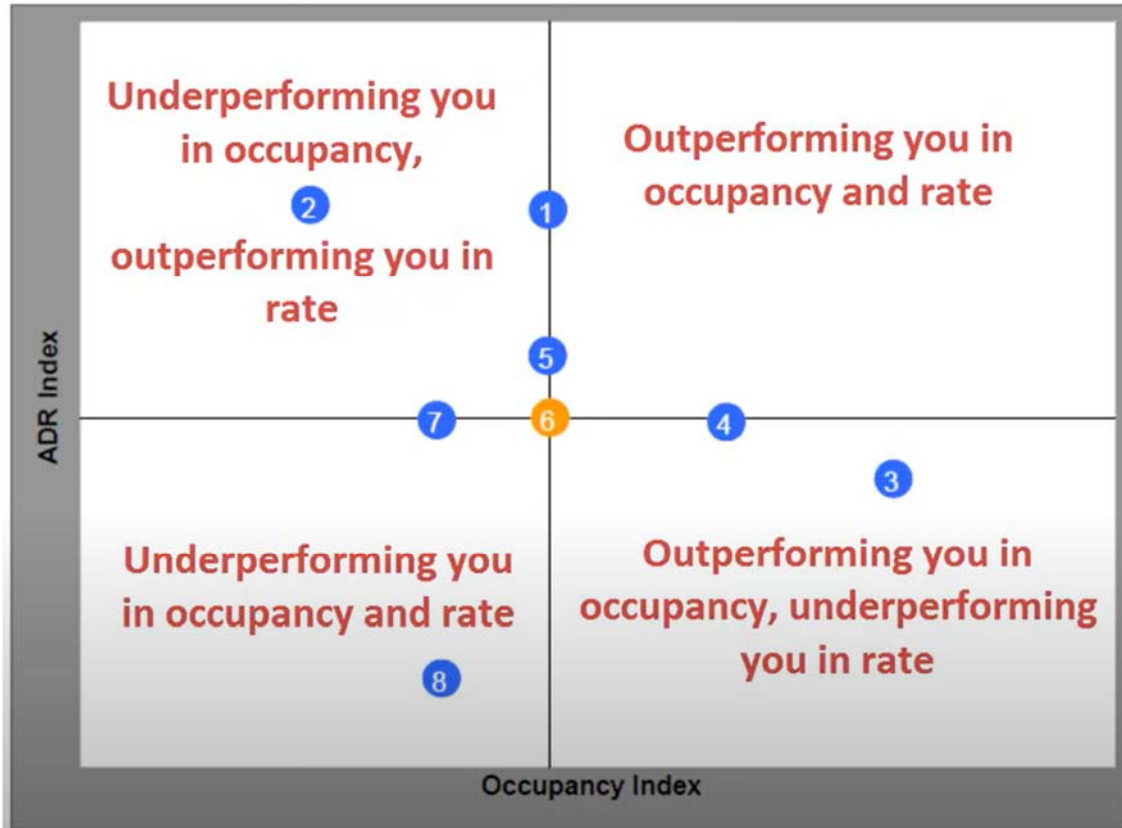 Underperforming you
in occupancy,
2
outperforming you in
rate
1
Outperforming you in
occupancy and rate
5
ADR Index
7
6
4
3
Underperforming you
in occupancy and rate
8
Outperforming you in
occupancy, underperforming
you in rate
Occupancy Index